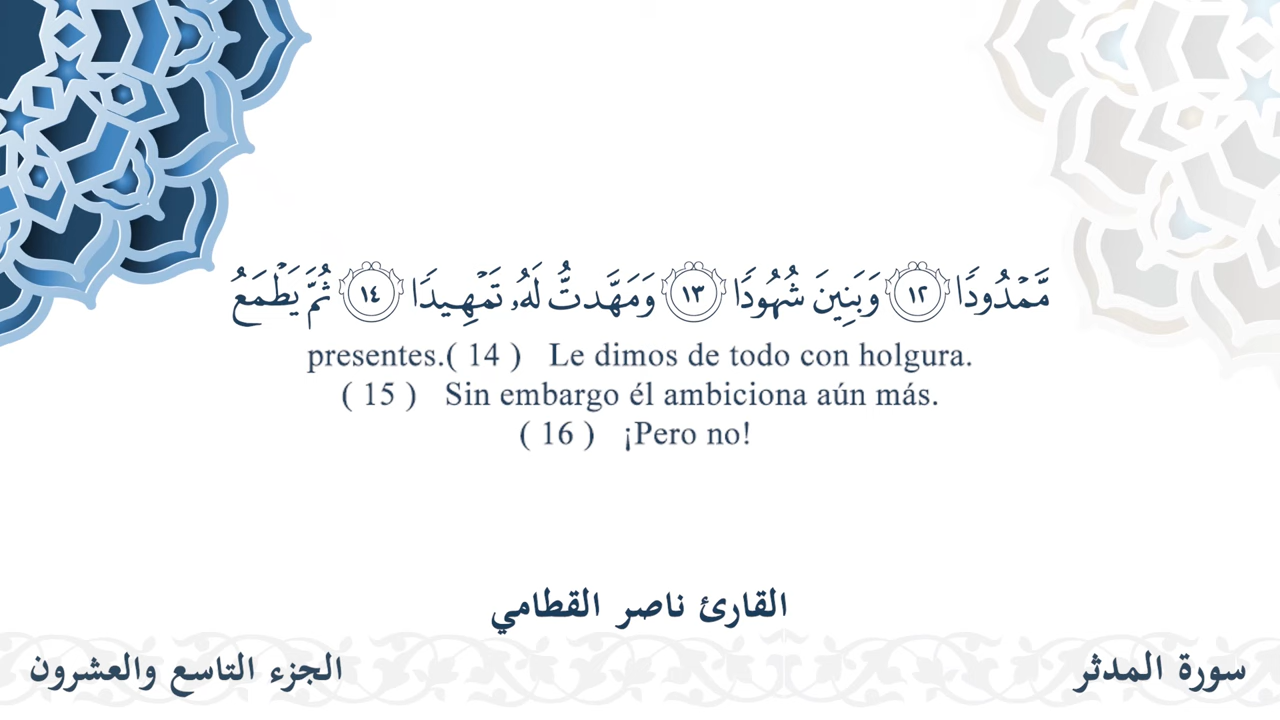 مَّمْدُودًا ١٢ وَبَنِينَ شُهُودًا ١٣ وَمَهَّدتُّ لَهُۥ تَمْهِيدًا ١٤ ثُمَّ يَطْمَعُ
presentes.( 14 ) Le dimos de todo con holgura.
( 15 ) Sin embargo él ambiciona aún más.
( 16 ) ¡Pero no!
القارئ ناصر القطامي
سورة المدثر
الجزء التاسع والعشرون